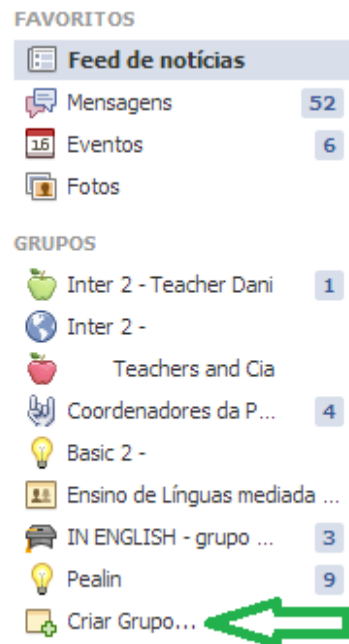 FAVORITOS
Feed de notícias
Mensagens 52
16 Eventos 6
Fotos
GRUPOS
Inter 2 - Teacher Dani 1
Inter 2 -
Teachers and Cia
Coordenadores da P... 4
Basic 2 -
Ensino de Línguas mediada ...
IN ENGLISH - grupo ... 3
Pealin 9
Criar Grupo...